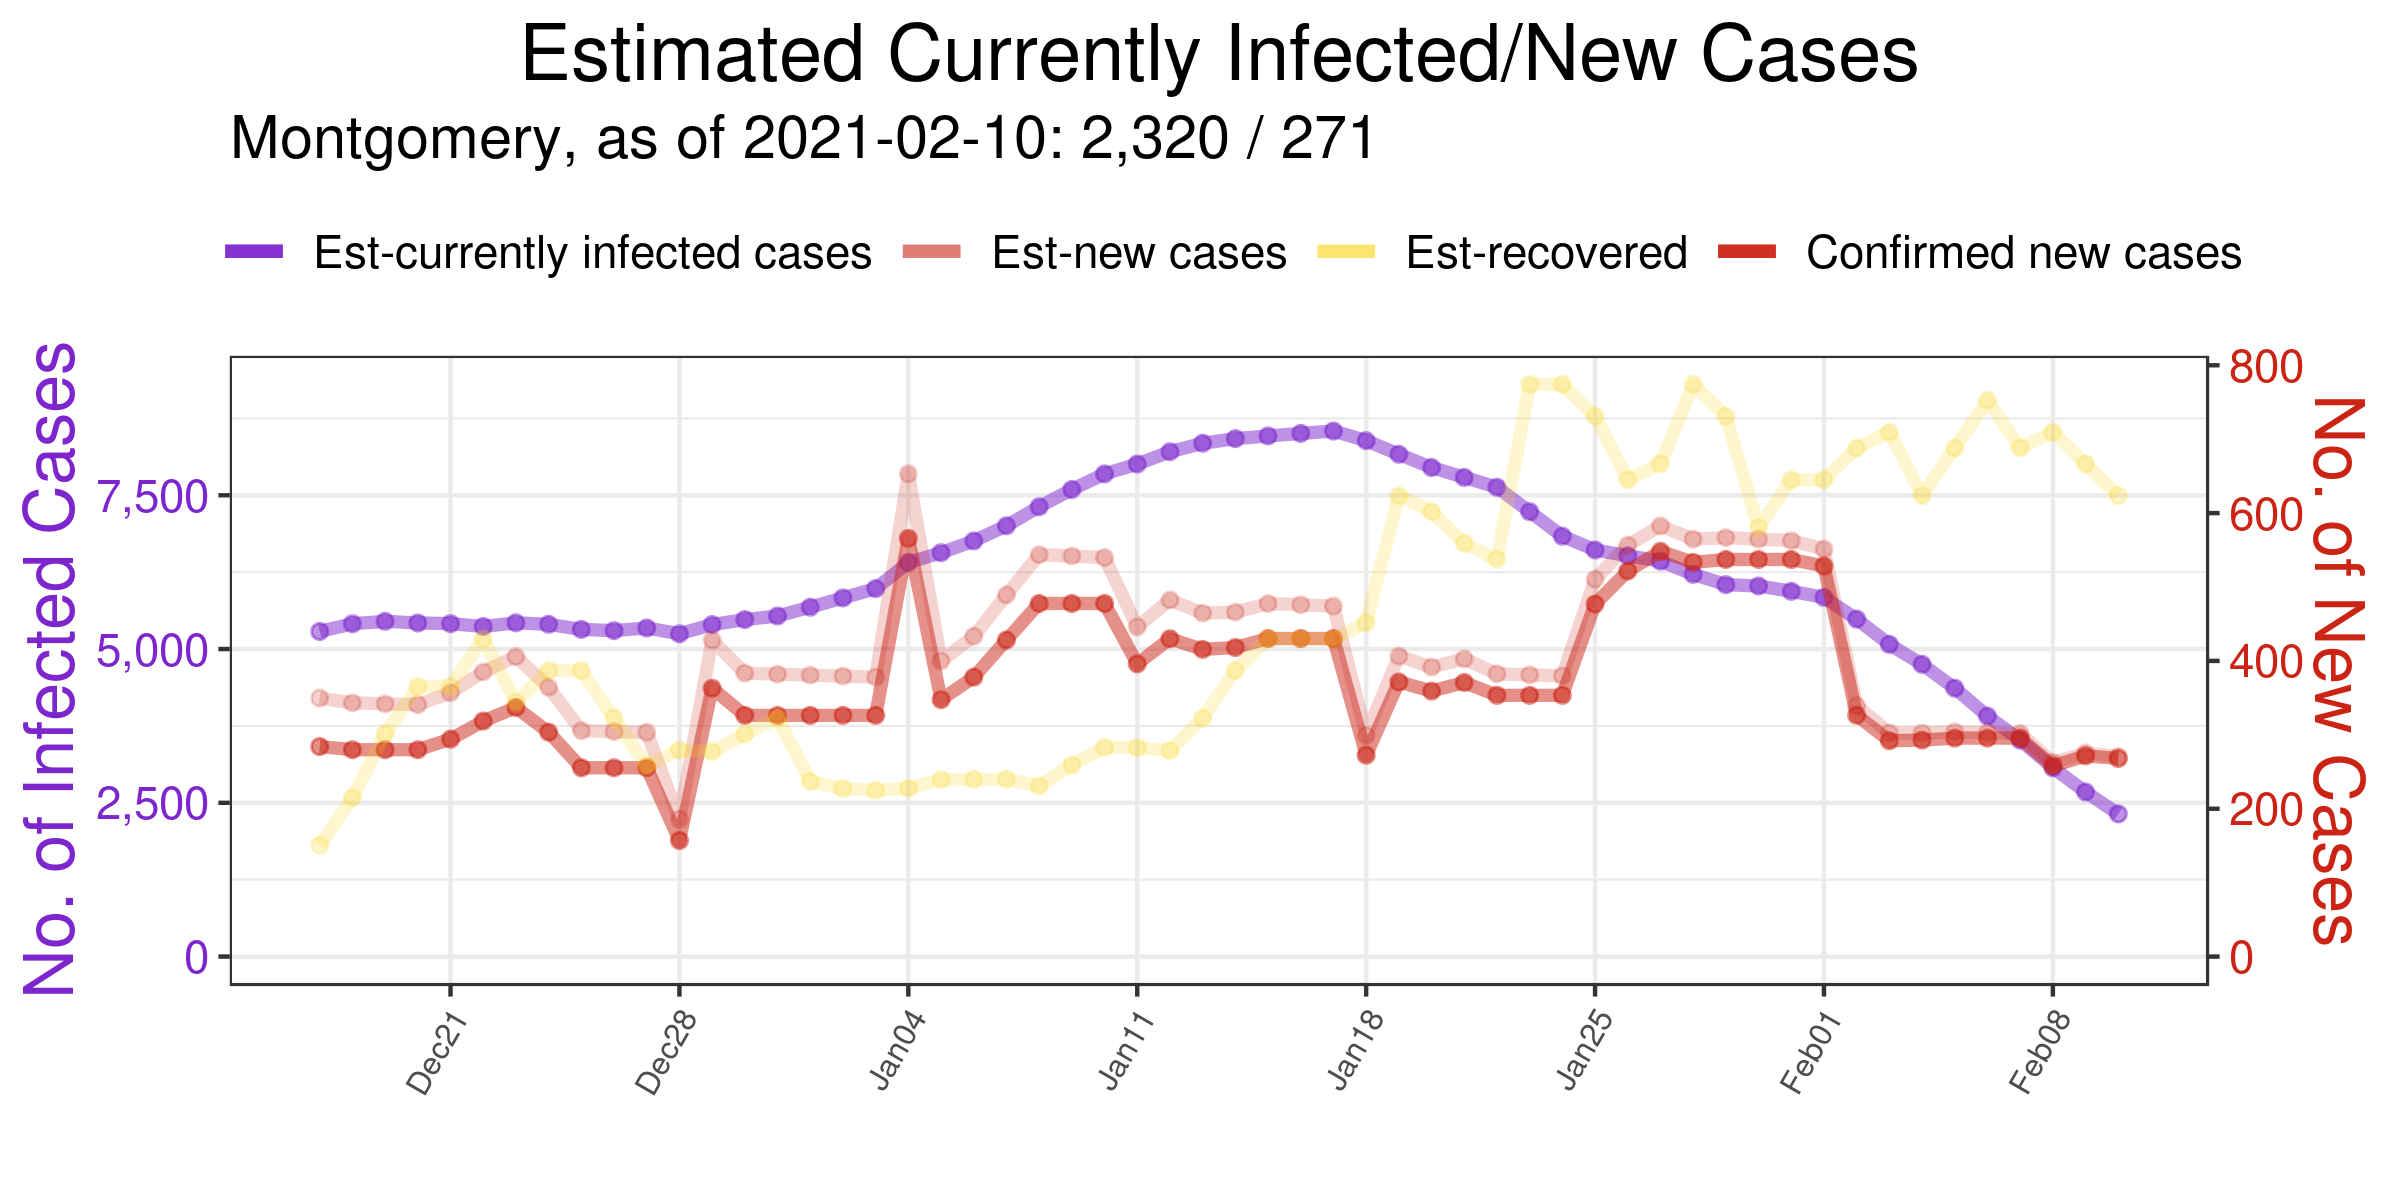 Estimated Currently Infected/New Cases
Montgomery, as of 2021-02-10: 2,320 / 271
Est-currently infected cases Est-new cases Est-recovered Confirmed new cases
No. of Infected Cases
7,500
5,000
2,500
0
800
600
400
200
0
No. of New Cases
Dec21 Dec28 Jan04 Jan11 Jan18 Jan25 Feb01 Feb08